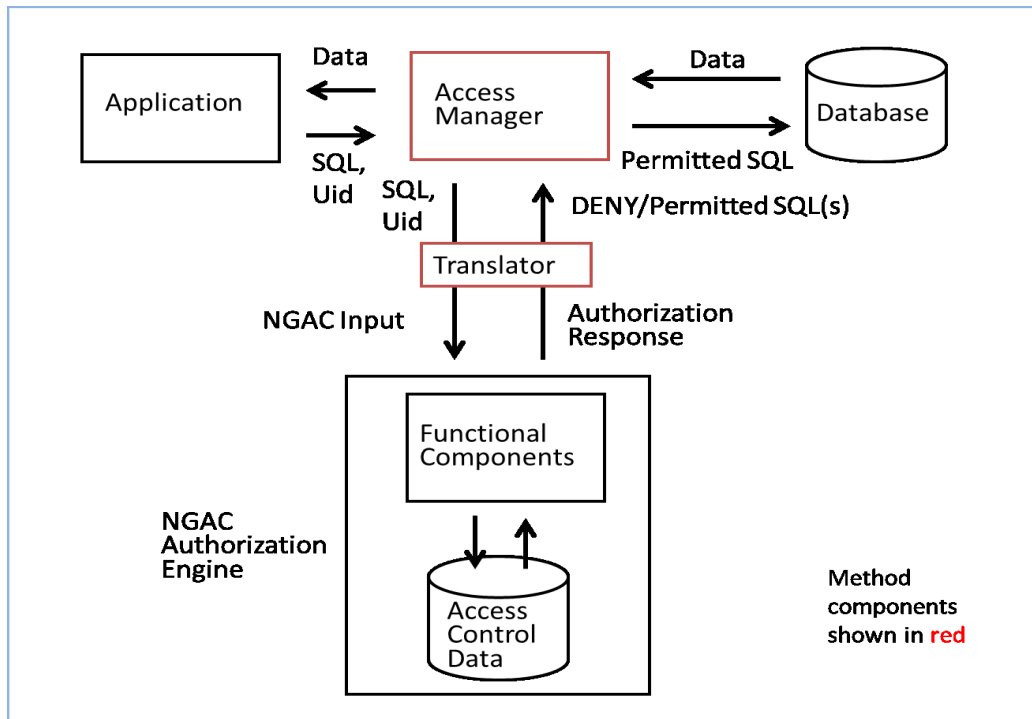 Data
Data
Application
Access
Manager
Database
SQL,
Uid
Permitted SQL
SQL,
Uid
DENY/Permitted SQL(s)
Translator
NGAC Input
Authorization
Response
Functional
Components
NGAC
Authorization
Engine
Access
Control
Data
Method
components
shown in red